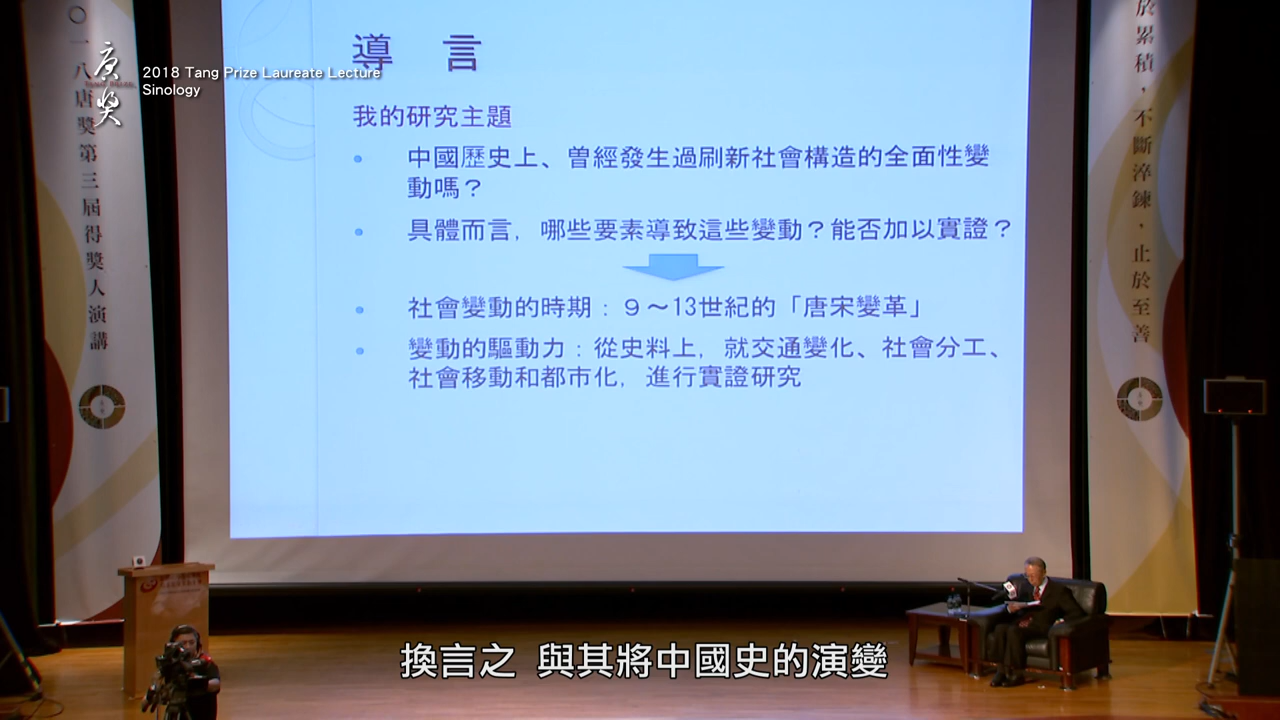 2018 Tang Prize Laureate Lecture
Sinology
唐獎
〇一八唐獎第三屆得獎人演講
於累積，不斷淬鍊，止於至善
導 言
我的研究主題
• 中國歷史上、曾經發生過刷新社會構造的全面性變
動嗎？
• 具體而言，哪些要素導致這些變動？能否加以實證？
• 社會變動的時期：９～13世紀的「唐宋變革」
• 變動的驅動力：從史料上，就交通變化、社會分工、
社會移動和都市化，進行實證研究
換言之 與其將中國史的演變